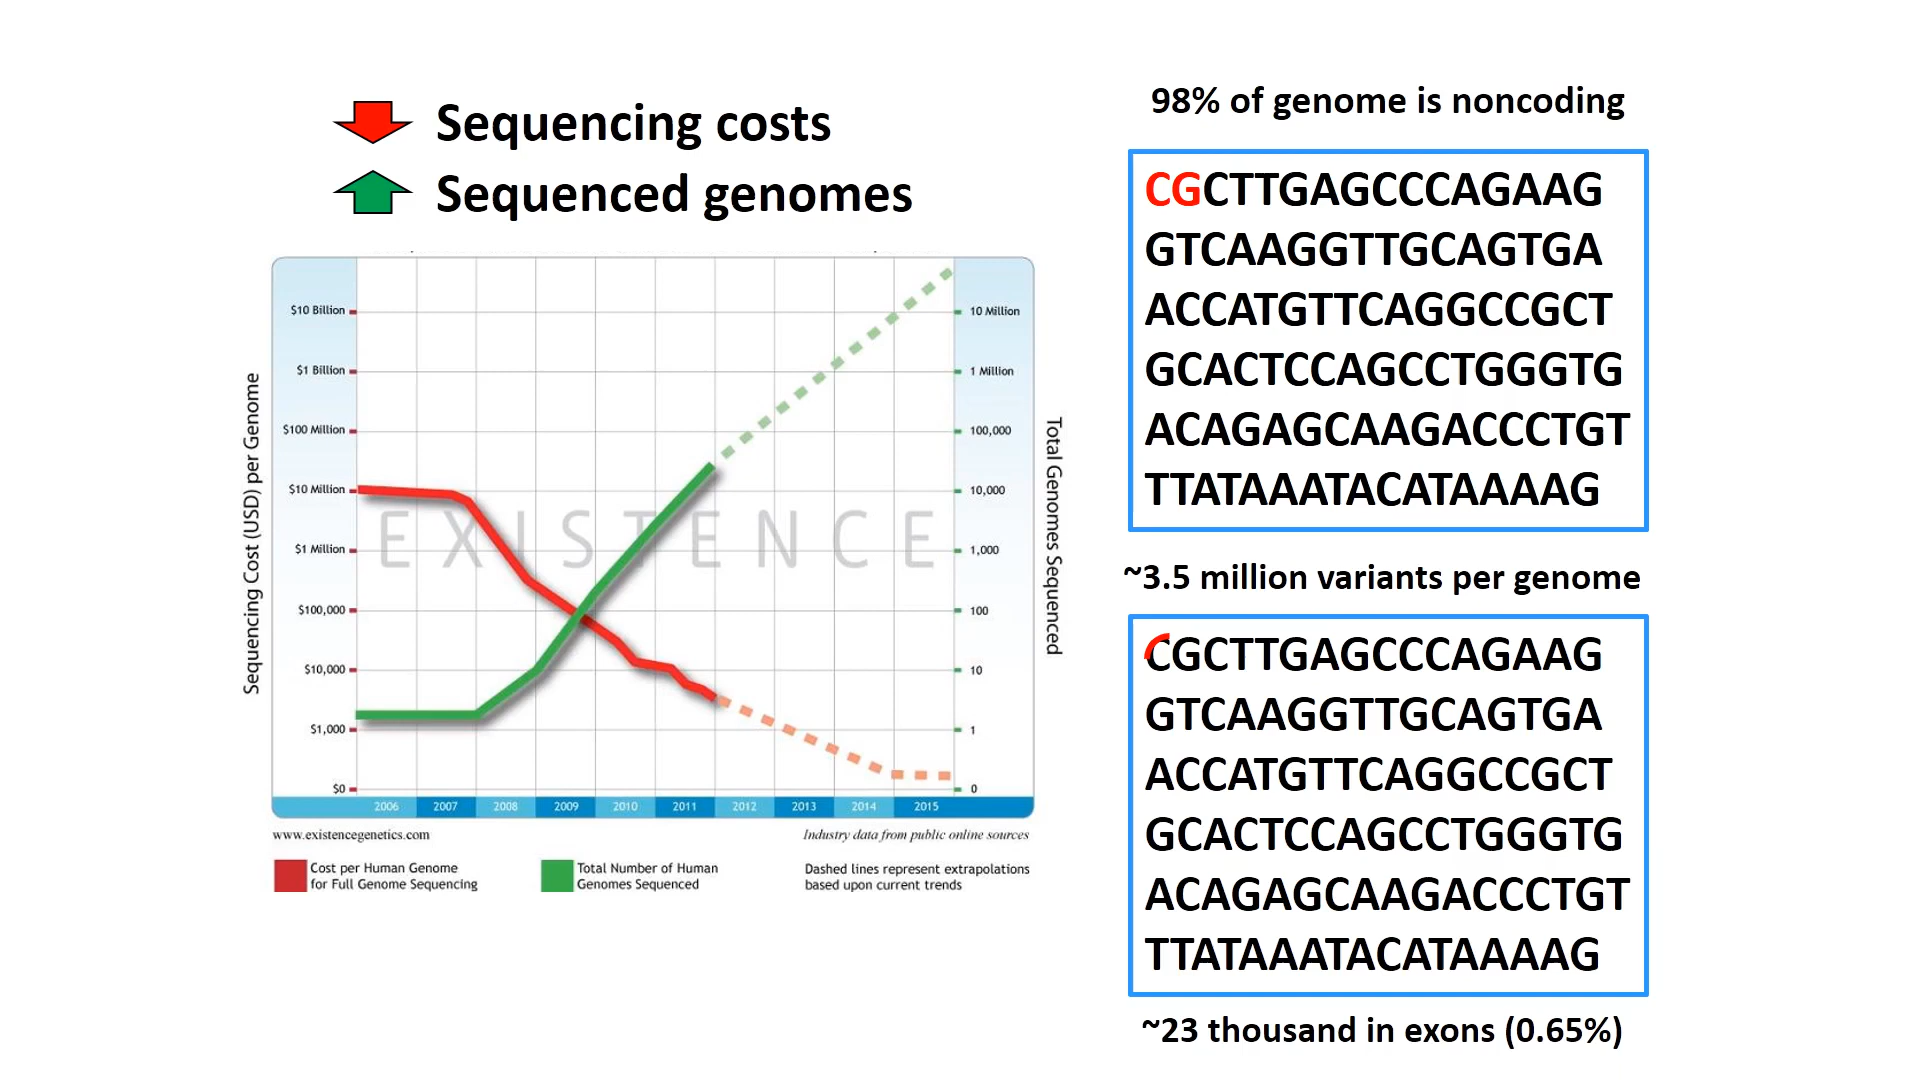 Sequencing costs
Sequenced genomes
$10 Billion
$1 Billion
$100 Million
$10 Million
$1 Million
$100,000
$10,000
$1,000
$0
Sequencing Cost (USD) per Genome
EXISTENCE
10 Million
1 Million
100,000
10,000
1,000
100
10
1
0
Total Genomes Sequenced
2006 2007 2008 2009 2010 2011 2012 2013 2014 2015
www.existencegenetics.com
Industry data from public online sources
Cost per Human Genome
for Full Genome Sequencing
Total Number of Human
Genomes Sequenced
Dashed lines represent extrapolations
based upon current trends
98% of genome is noncoding
CGCTTGAGCCCAGAAG
GTCAAGGTTGCAGTGA
ACCATGTTCAGGCCGCT
GCACTCCAGCCTGGGTG
ACAGAGCAAGACCCTGT
TTATAAATACATAAAAG
~3.5 million variants per genome
CGCTTGAGCCCAGAAG
GTCAAGGTTGCAGTGA
ACCATGTTCAGGCCGCT
GCACTCCAGCCTGGGTG
ACAGAGCAAGACCCTGT
TTATAAATACATAAAAG
~23 thousand in exons (0.65%)